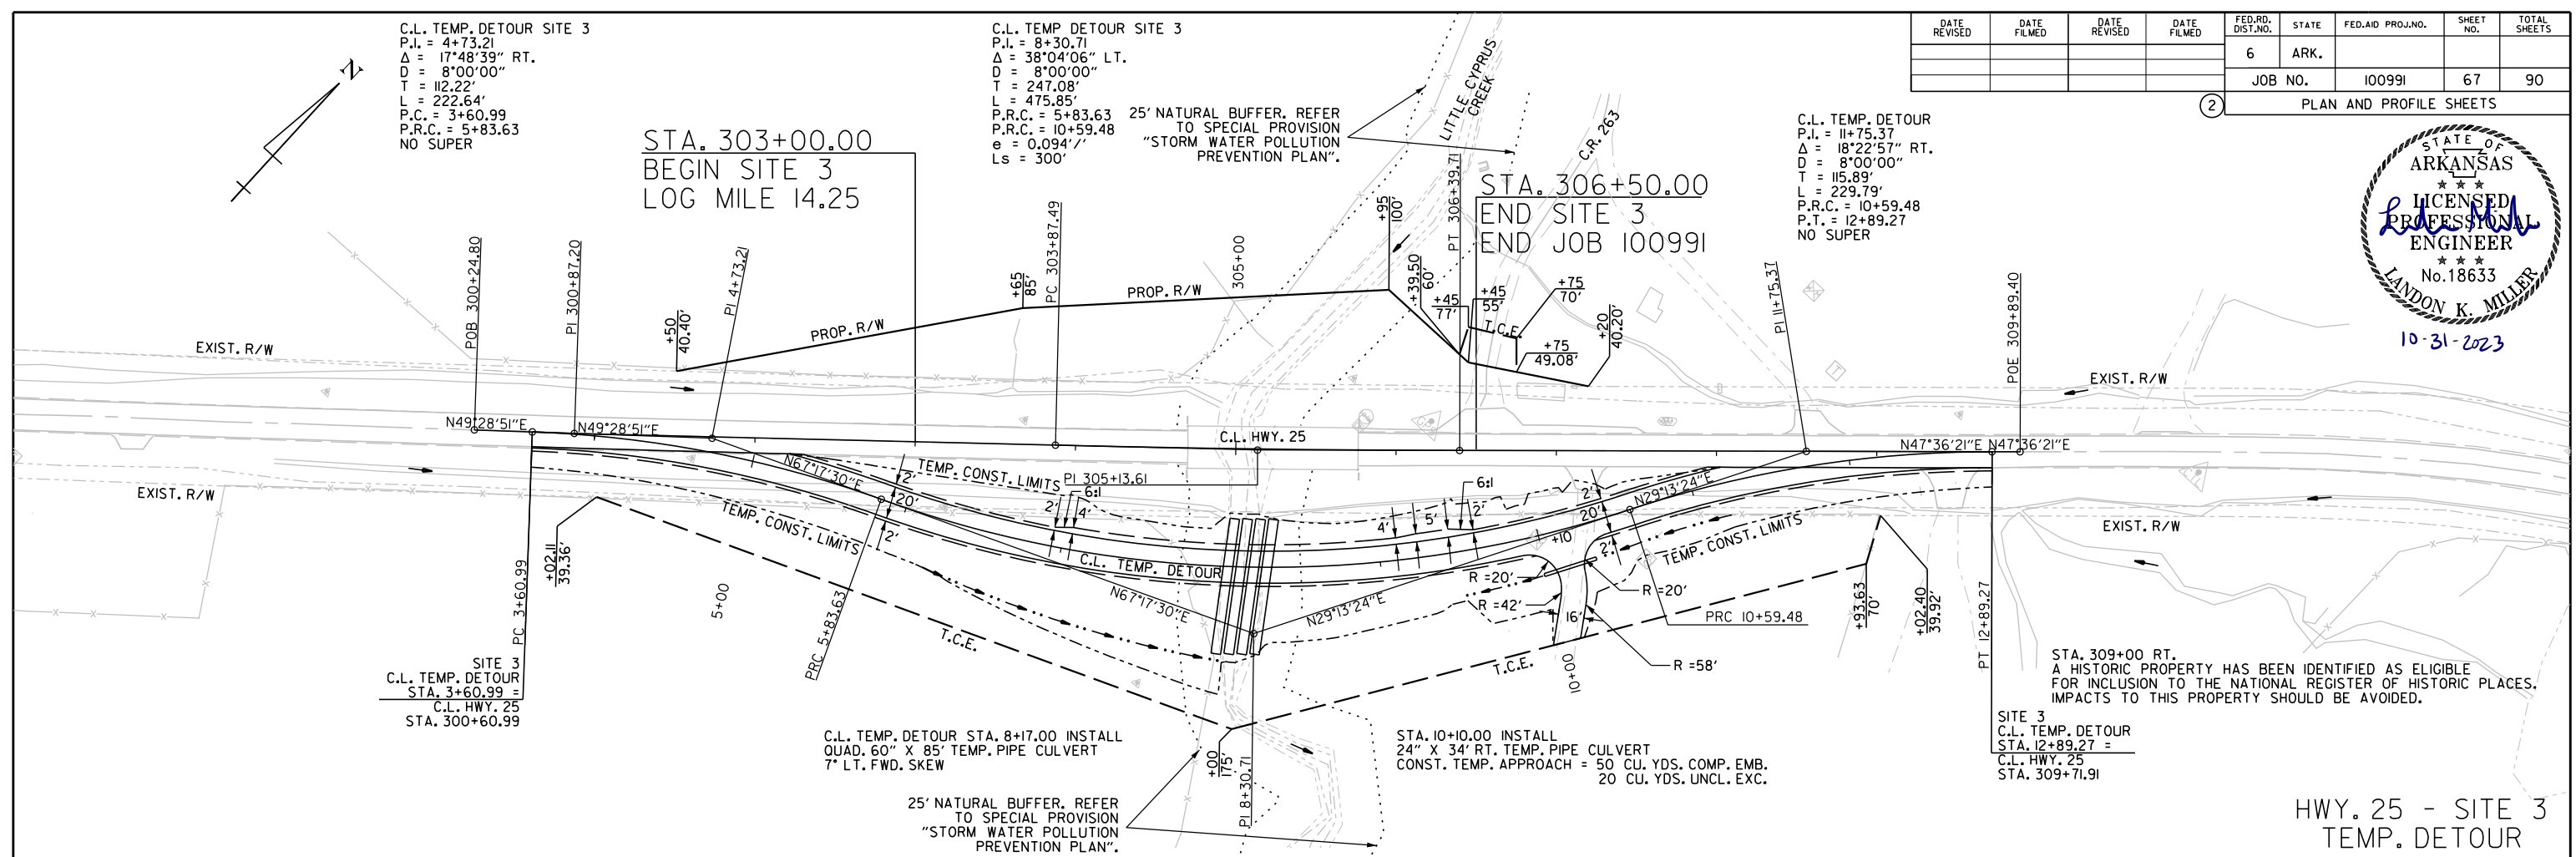 C.L. TEMP. DETOUR SITE 3
P.I. = 4+73.21
Δ = 17°48'39" RT.
D = 8°00'00"
T = 112.22'
L = 222.64'
P.C. = 3+60.99
P.R.C. = 5+83.63
NO SUPER
C.L. TEMP DETOUR SITE 3
P.I. = 8+30.71
Δ = 38°04'06" LT.
D = 8°00'00"
T = 247.08'
L = 475.85'
P.R.C. = 5+83.63
P.R.C. = 10+59.48
e = 0.094'/'
Ls = 300'
25' NATURAL BUFFER. REFER
TO SPECIAL PROVISION
"STORM WATER POLLUTION
PREVENTION PLAN".
LITTLE CYPRUS
CREEK
C.R. 263
C.L. TEMP. DETOUR
P.I. = 11+75.37
Δ = 18°22'57" RT.
D = 8°00'00"
T = 115.89'
L = 229.79'
P.R.C. = 10+59.48
P.T. = 12+89.27
NO SUPER
DATE REVISED
DATE FILMED
DATE REVISED
DATE FILMED
FED.RD. DIST.NO.
STATE
FED.AID PROJ.NO.
SHEET NO.
TOTAL SHEETS
6 ARK.
JOB NO. 100991 67 90
2 PLAN AND PROFILE SHEETS
STATE OF
ARKANSAS
LICENSED
PROFESSIONAL
ENGINEER
No.18633
LANDON K. MILLER
10-31-2023
N
STA. 303+00.00
BEGIN SITE 3
LOG MILE 14.25
STA. 306+50.00
END SITE 3
END JOB 100991
POB 300+24.80
PI 300+87.20
PI 4+73.21
+50
40.40'
+65
85'
PC 303+87.49
305+00
+95
100'
+39.50
60'
PT 306+39.71
+45
77'
+45
55'
+75
70'
T.C.E.
+75
49.08'
+20
40.20'
PI 11+75.37
POE 309+89.40
PROP. R/W
PROP. R/W
EXIST. R/W
EXIST. R/W
N49°28'51"E
N49°28'51"E
C.L. HWY. 25
N47°36'21"E
N47°36'21"E
EXIST. R/W
EXIST. R/W
N67°17'30"E
TEMP. CONST. LIMITS
PI 305+13.61
2'
20'
2'
2'
6:1
4'
4'
5'
6:1
2'
2'
20'
N29°13'24"E
+10
2'
TEMP. CONST. LIMITS
TEMP. CONST. LIMITS
C.L. TEMP. DETOUR
N67°17'30"E
N29°13'24"E
R =20'
R =20'
R =42'
16'
R =58'
PRC 10+59.48
+02.11
39.36'
PC 3+60.99
5+00
PRC 5+83.63
T.C.E.
T.C.E.
10+00
+93.63
70'
+02.40
39.92'
PT 12+89.27
SITE 3
C.L. TEMP. DETOUR
STA. 3+60.99 =
C.L. HWY. 25
STA. 300+60.99
STA. 309+00 RT.
A HISTORIC PROPERTY HAS BEEN IDENTIFIED AS ELIGIBLE
FOR INCLUSION TO THE NATIONAL REGISTER OF HISTORIC PLACES.
IMPACTS TO THIS PROPERTY SHOULD BE AVOIDED.
SITE 3
C.L. TEMP. DETOUR
STA. 12+89.27 =
C.L. HWY. 25
STA. 309+71.91
C.L. TEMP. DETOUR STA. 8+17.00 INSTALL
QUAD. 60" X 85' TEMP. PIPE CULVERT
7° LT. FWD. SKEW
+00
175'
PI 8+30.71
STA. 10+10.00 INSTALL
24" X 34' RT. TEMP. PIPE CULVERT
CONST. TEMP. APPROACH = 50 CU. YDS. COMP. EMB.
20 CU. YDS. UNCL. EXC.
25' NATURAL BUFFER. REFER
TO SPECIAL PROVISION
"STORM WATER POLLUTION
PREVENTION PLAN".
HWY. 25 - SITE 3
TEMP. DETOUR